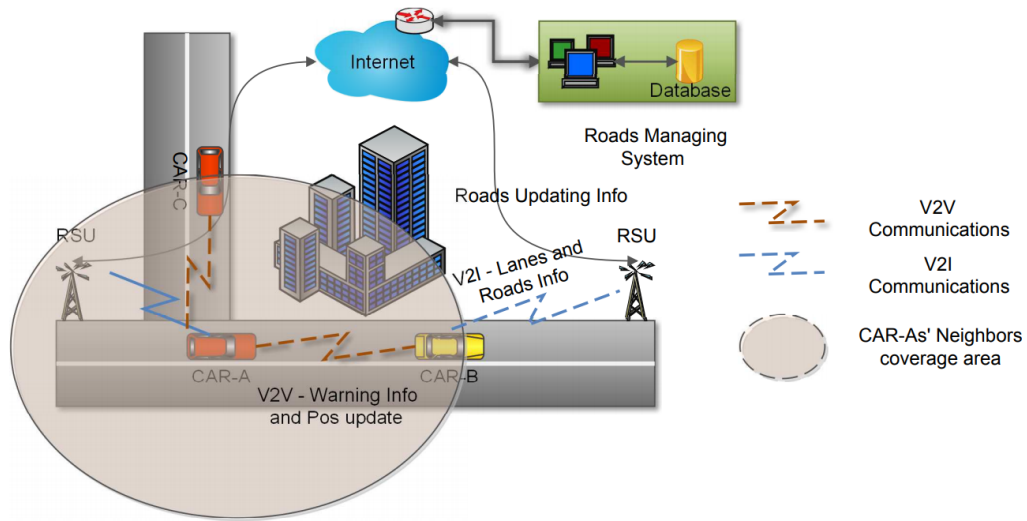 Internet
Database
Roads Managing
System
CAR-C
Roads Updating Info
RSU
RSU
V2I - Lanes and
Roads Info
V2V
Communications
V2I
Communications
CAR-A
CAR-B
CAR-As' Neighbors
coverage area
V2V - Warning Info
and Pos update